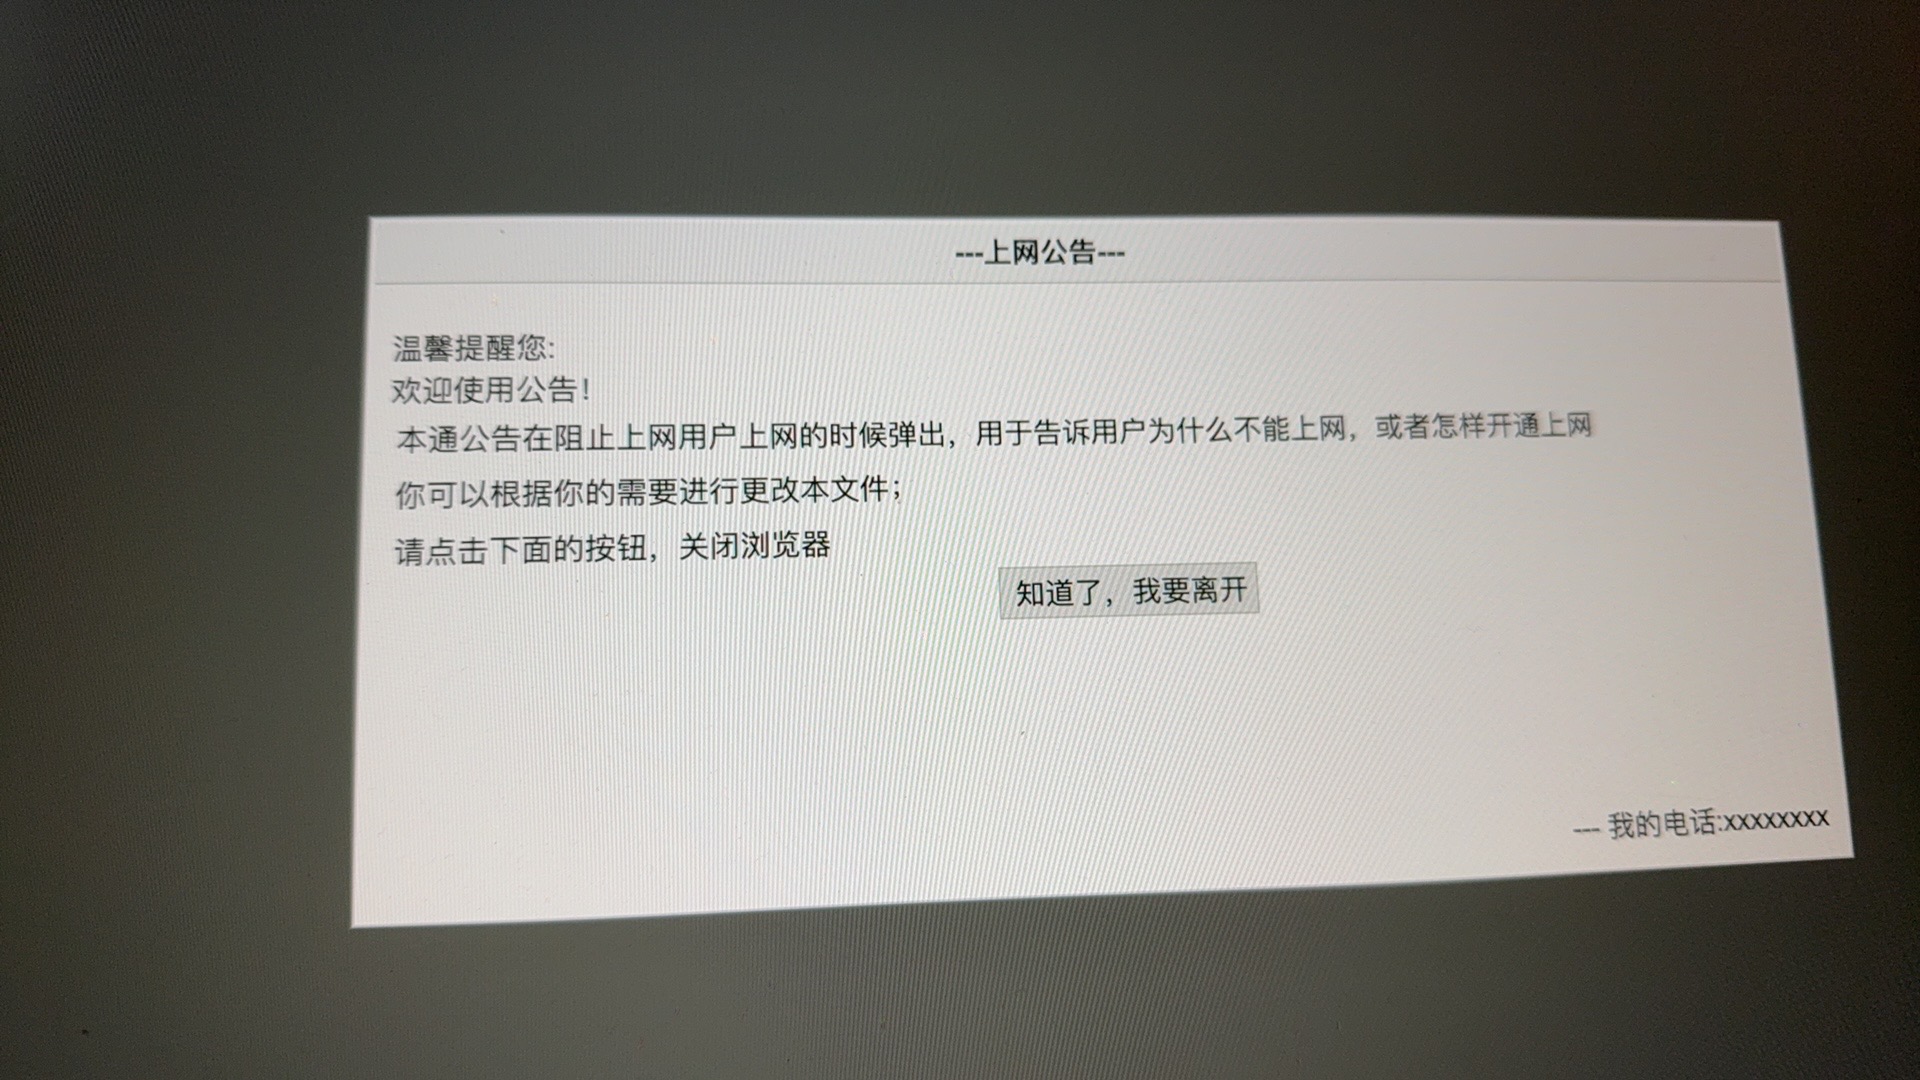 ---上网公告---
温馨提醒您:
欢迎使用公告!
本通公告在阻止上网用户上网的时候弹出，用于告诉用户为什么不能上网，或者怎样开通上网
你可以根据你的需要进行更改本文件；
请点击下面的按钮，关闭浏览器
知道了，我要离开
--- 我的电话:xxxxxxxx